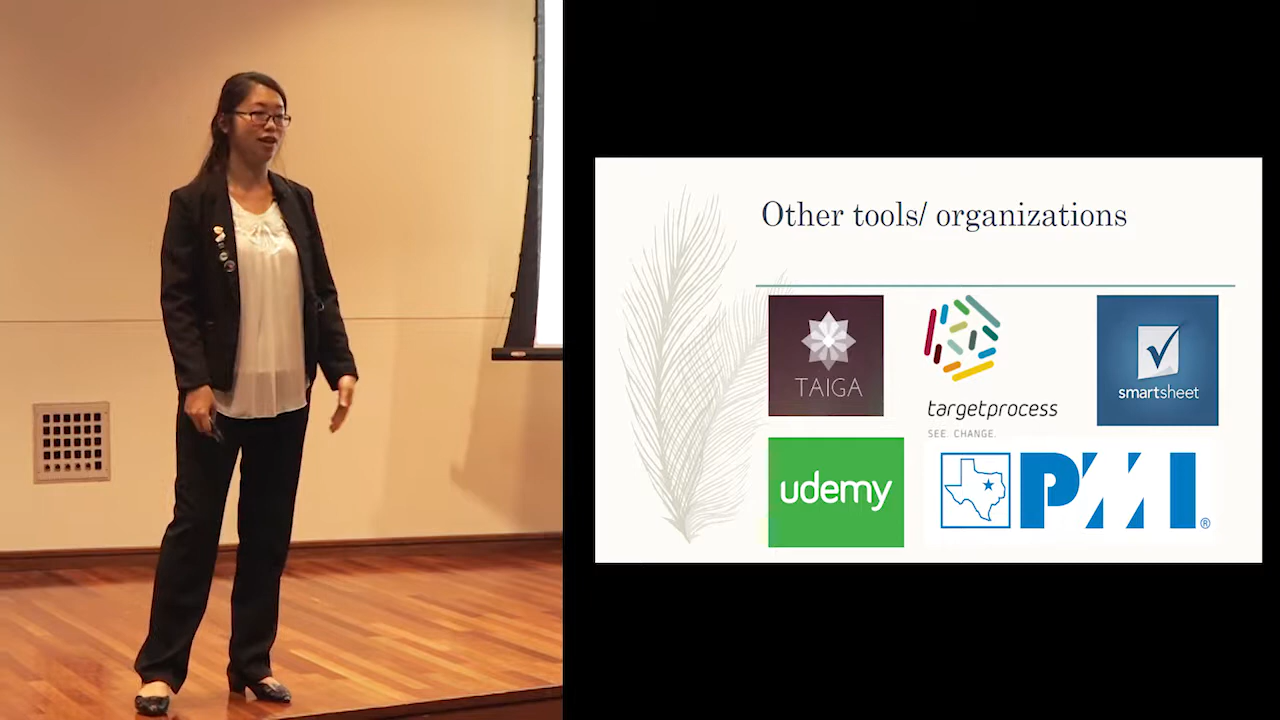 Other tools/ organizations
TAIGA
targetprocess
SEE CHANGE.
smartsheet
udemy
PMI®